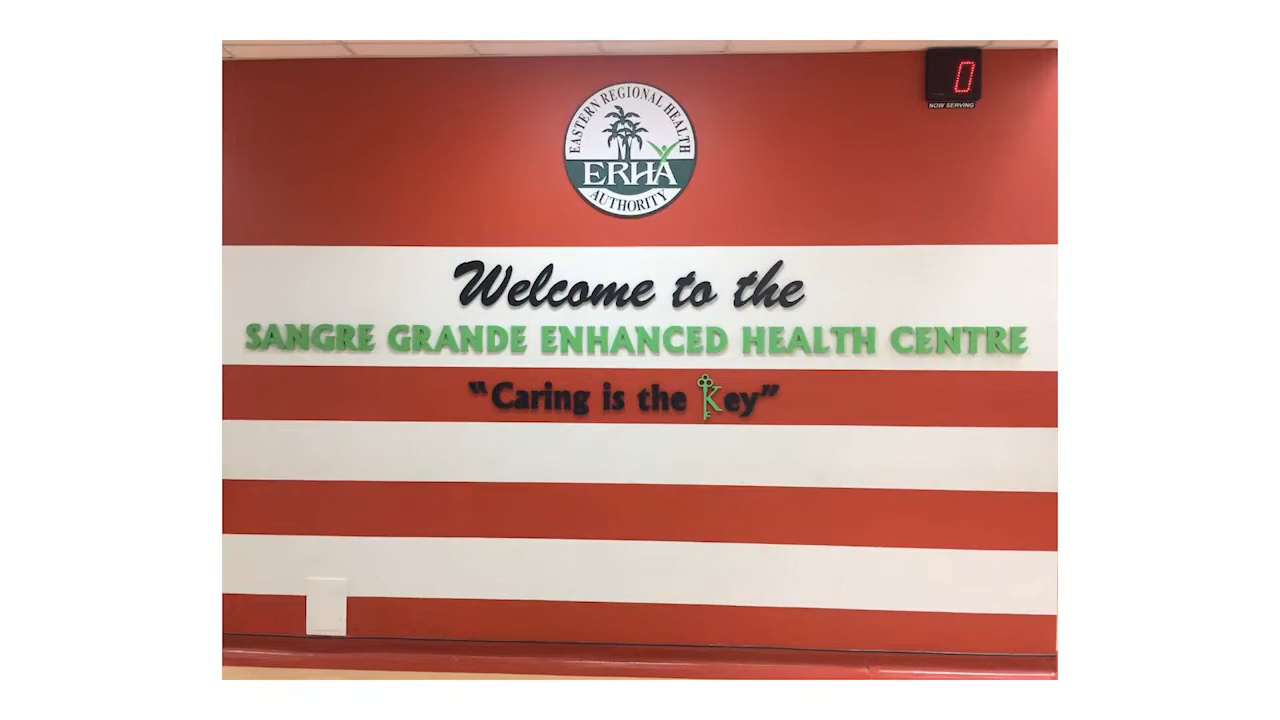 0
NOW SERVING
EASTERN REGIONAL HEALTH
ERHA
AUTHORITY
Welcome to the
SANGRE GRANDE ENHANCED HEALTH CENTRE
"Caring is the Key"